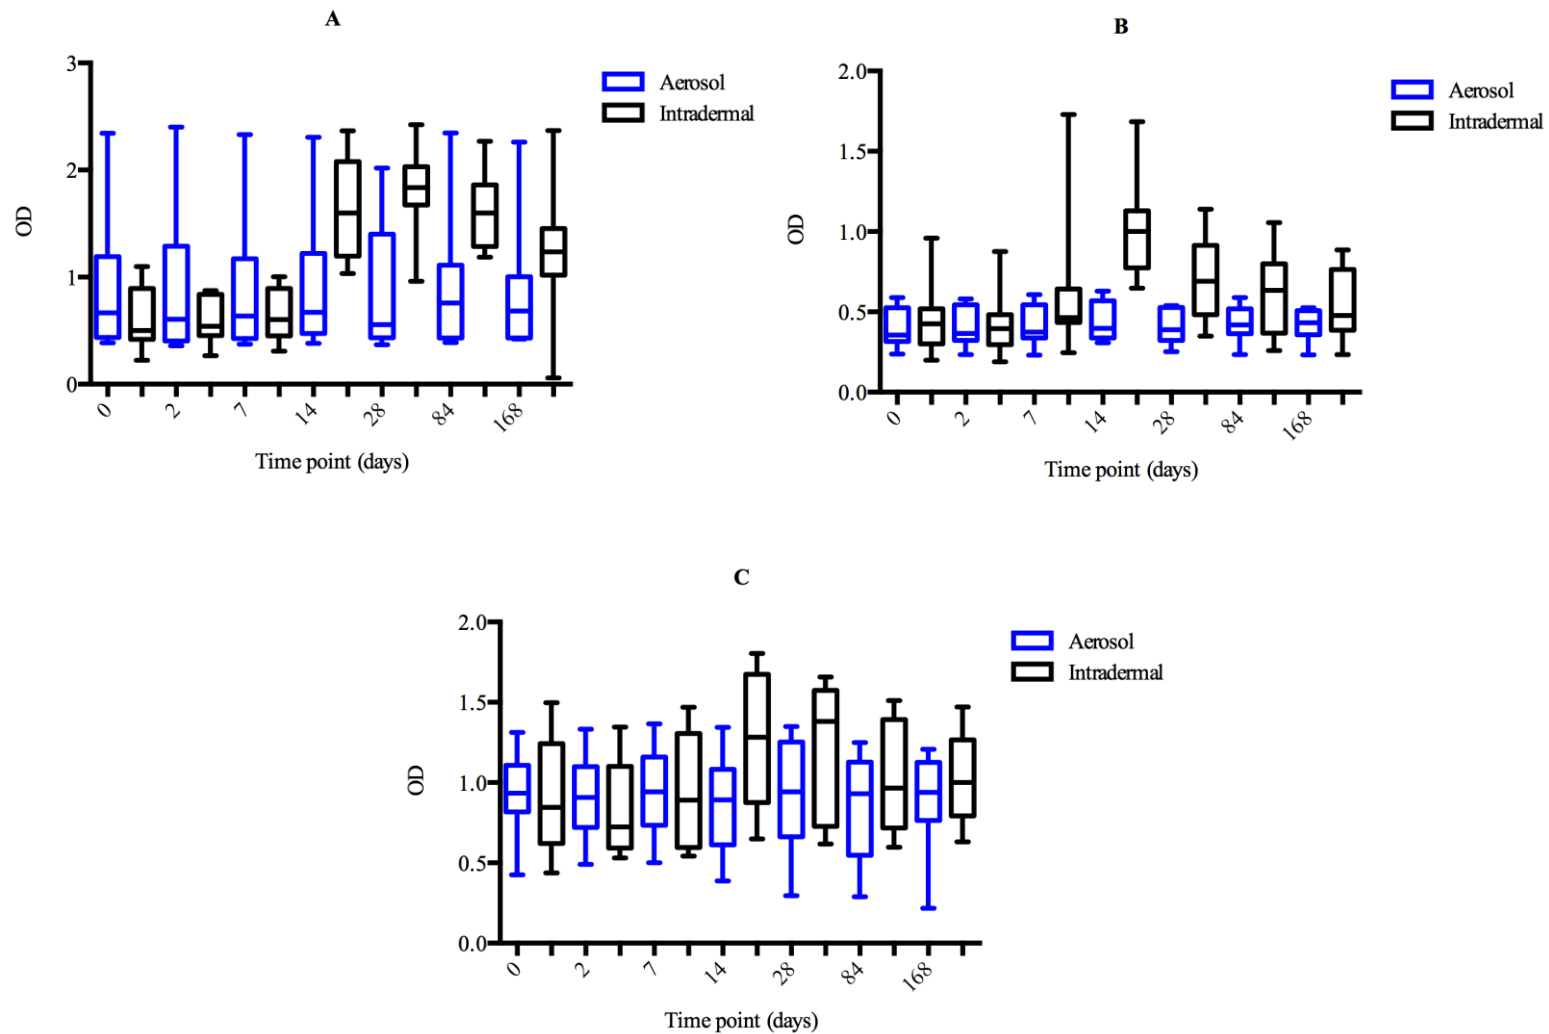 A
3
2
1
0
OD
0 2 7 14 28 84 168
Time point (days)
Aerosol
Intradermal
B
2.0
1.5
1.0
0.5
0.0
OD
0 2 7 14 28 84 168
Time point (days)
Aerosol
Intradermal
C
2.0
1.5
1.0
0.5
0.0
OD
0 2 7 14 28 84 168
Time point (days)
Aerosol
Intradermal